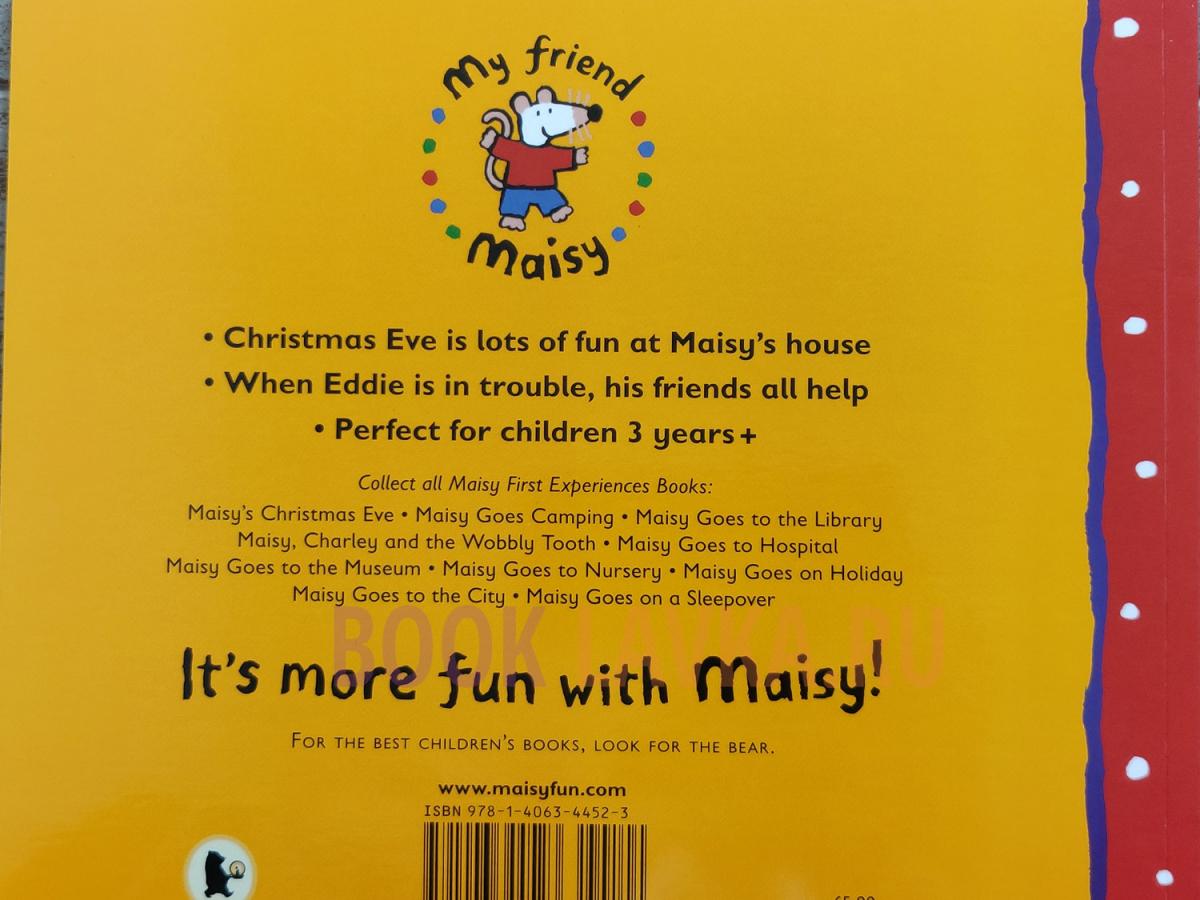 My friend
Maisy
• Christmas Eve is lots of fun at Maisy's house
• When Eddie is in trouble, his friends all help
• Perfect for children 3 years+
Collect all Maisy First Experiences Books:
Maisy's Christmas Eve • Maisy Goes Camping • Maisy Goes to the Library
Maisy, Charley and the Wobbly Tooth • Maisy Goes to Hospital
Maisy Goes to the Museum • Maisy Goes to Nursery • Maisy Goes on Holiday
Maisy Goes to the City • Maisy Goes on a Sleepover
BOOKLAVKA.RU
It's more fun with Maisy!
FOR THE BEST CHILDREN'S BOOKS, LOOK FOR THE BEAR.
www.maisyfun.com
ISBN 978-1-4063-4452-3